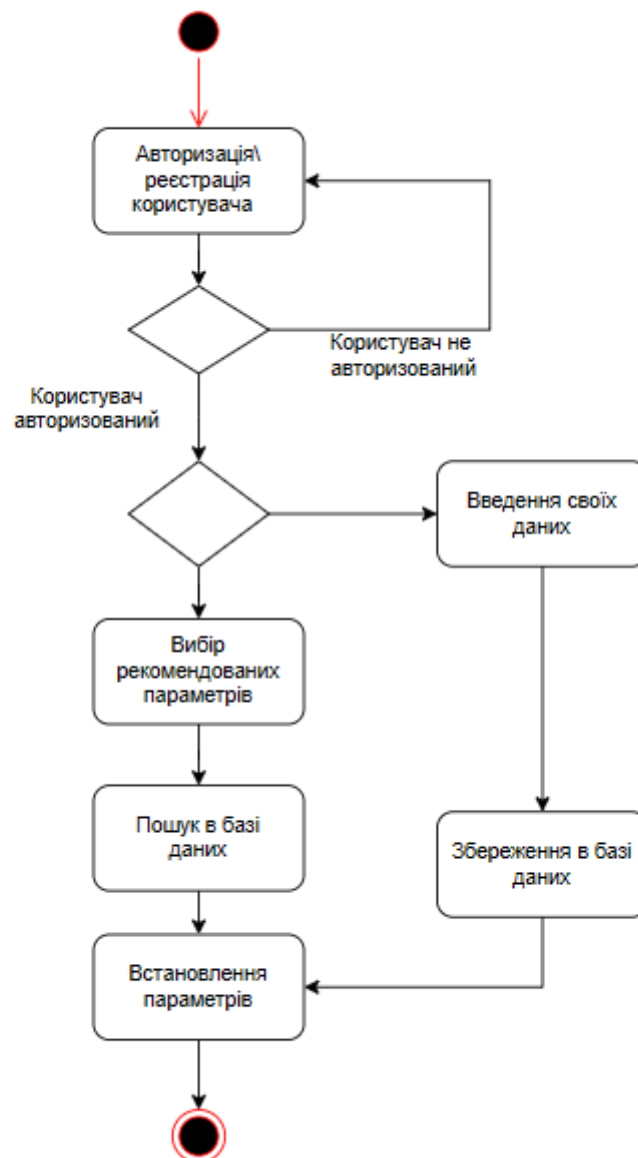 Авторизація\
реєстрація
користувача
Користувач не
авторизований
Користувач
авторизований
Введення своїх
даних
Вибір
рекомендованих
параметрів
Пошук в базі
даних
Збереження в базі
даних
Встановлення
параметрів